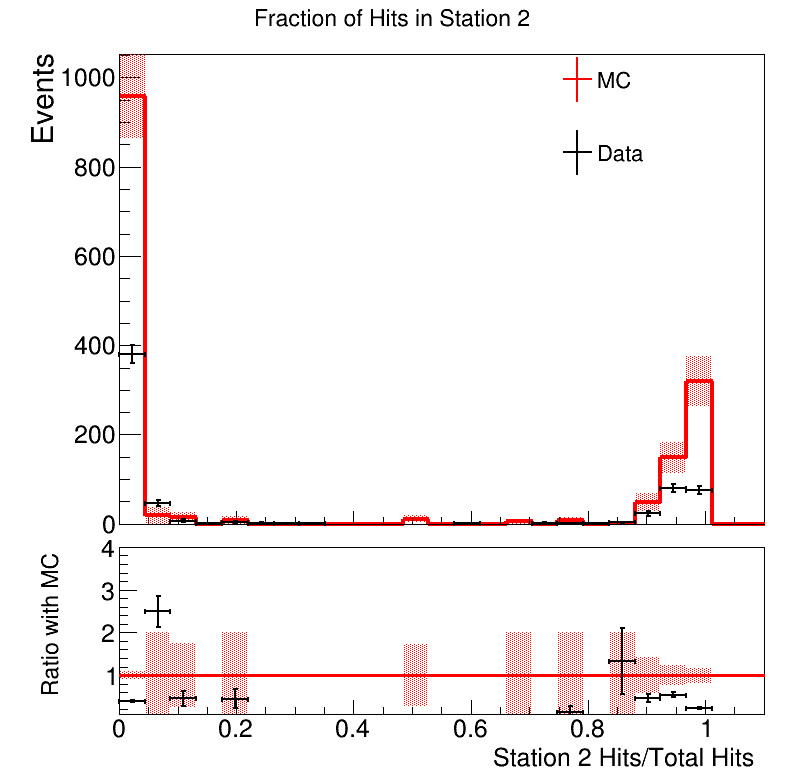 Fraction of Hits in Station 2
Events
1000
800
600
400
200
0
MC
Data
Ratio with MC
4
3
2
1
0 0.2 0.4 0.6 0.8 1
Station 2 Hits/Total Hits